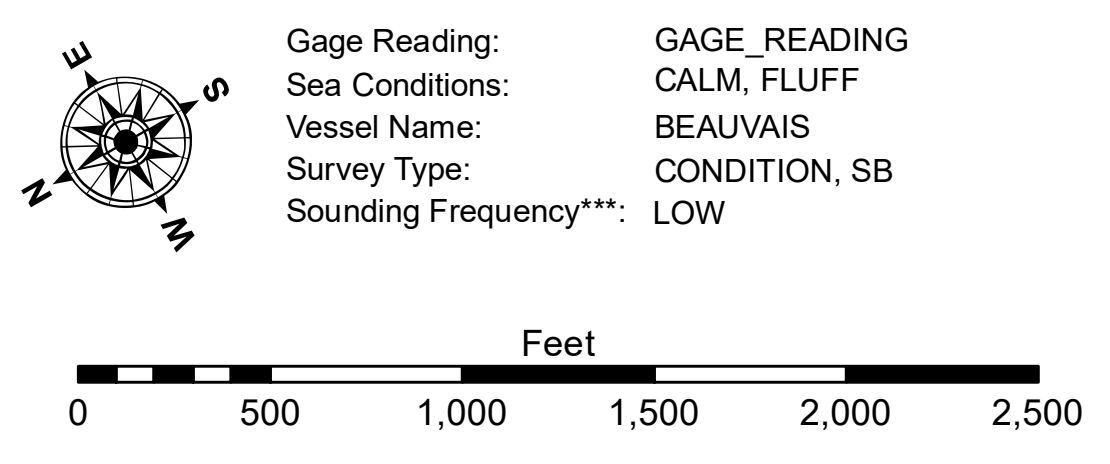 E
S
N
W
Gage Reading: GAGE_READING
Sea Conditions: CALM, FLUFF
Vessel Name: BEAUVAIS
Survey Type: CONDITION, SB
Sounding Frequency***: LOW
Feet
0 500 1,000 1,500 2,000 2,500